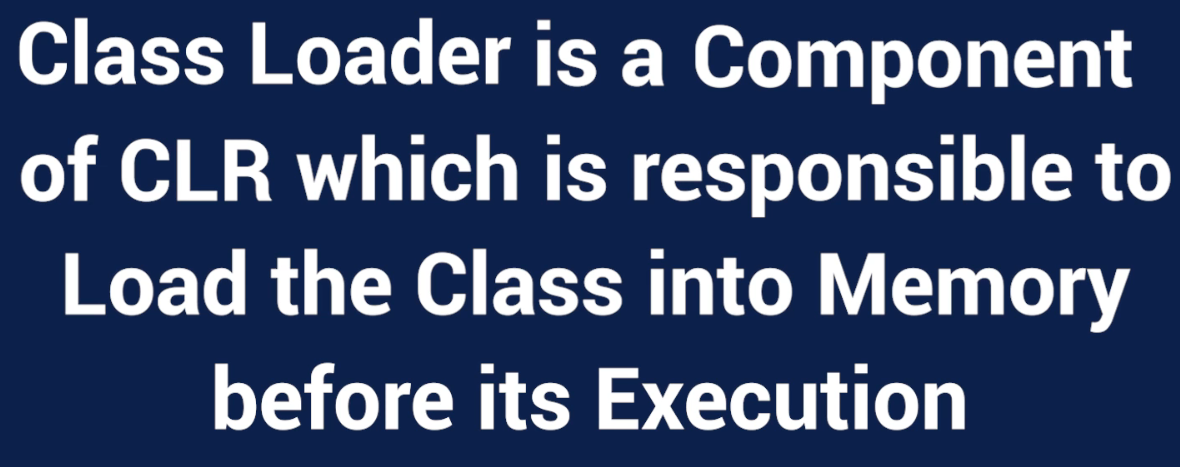 Class Loader is a Component
of CLR which is responsible to
Load the Class into Memory
before its Execution